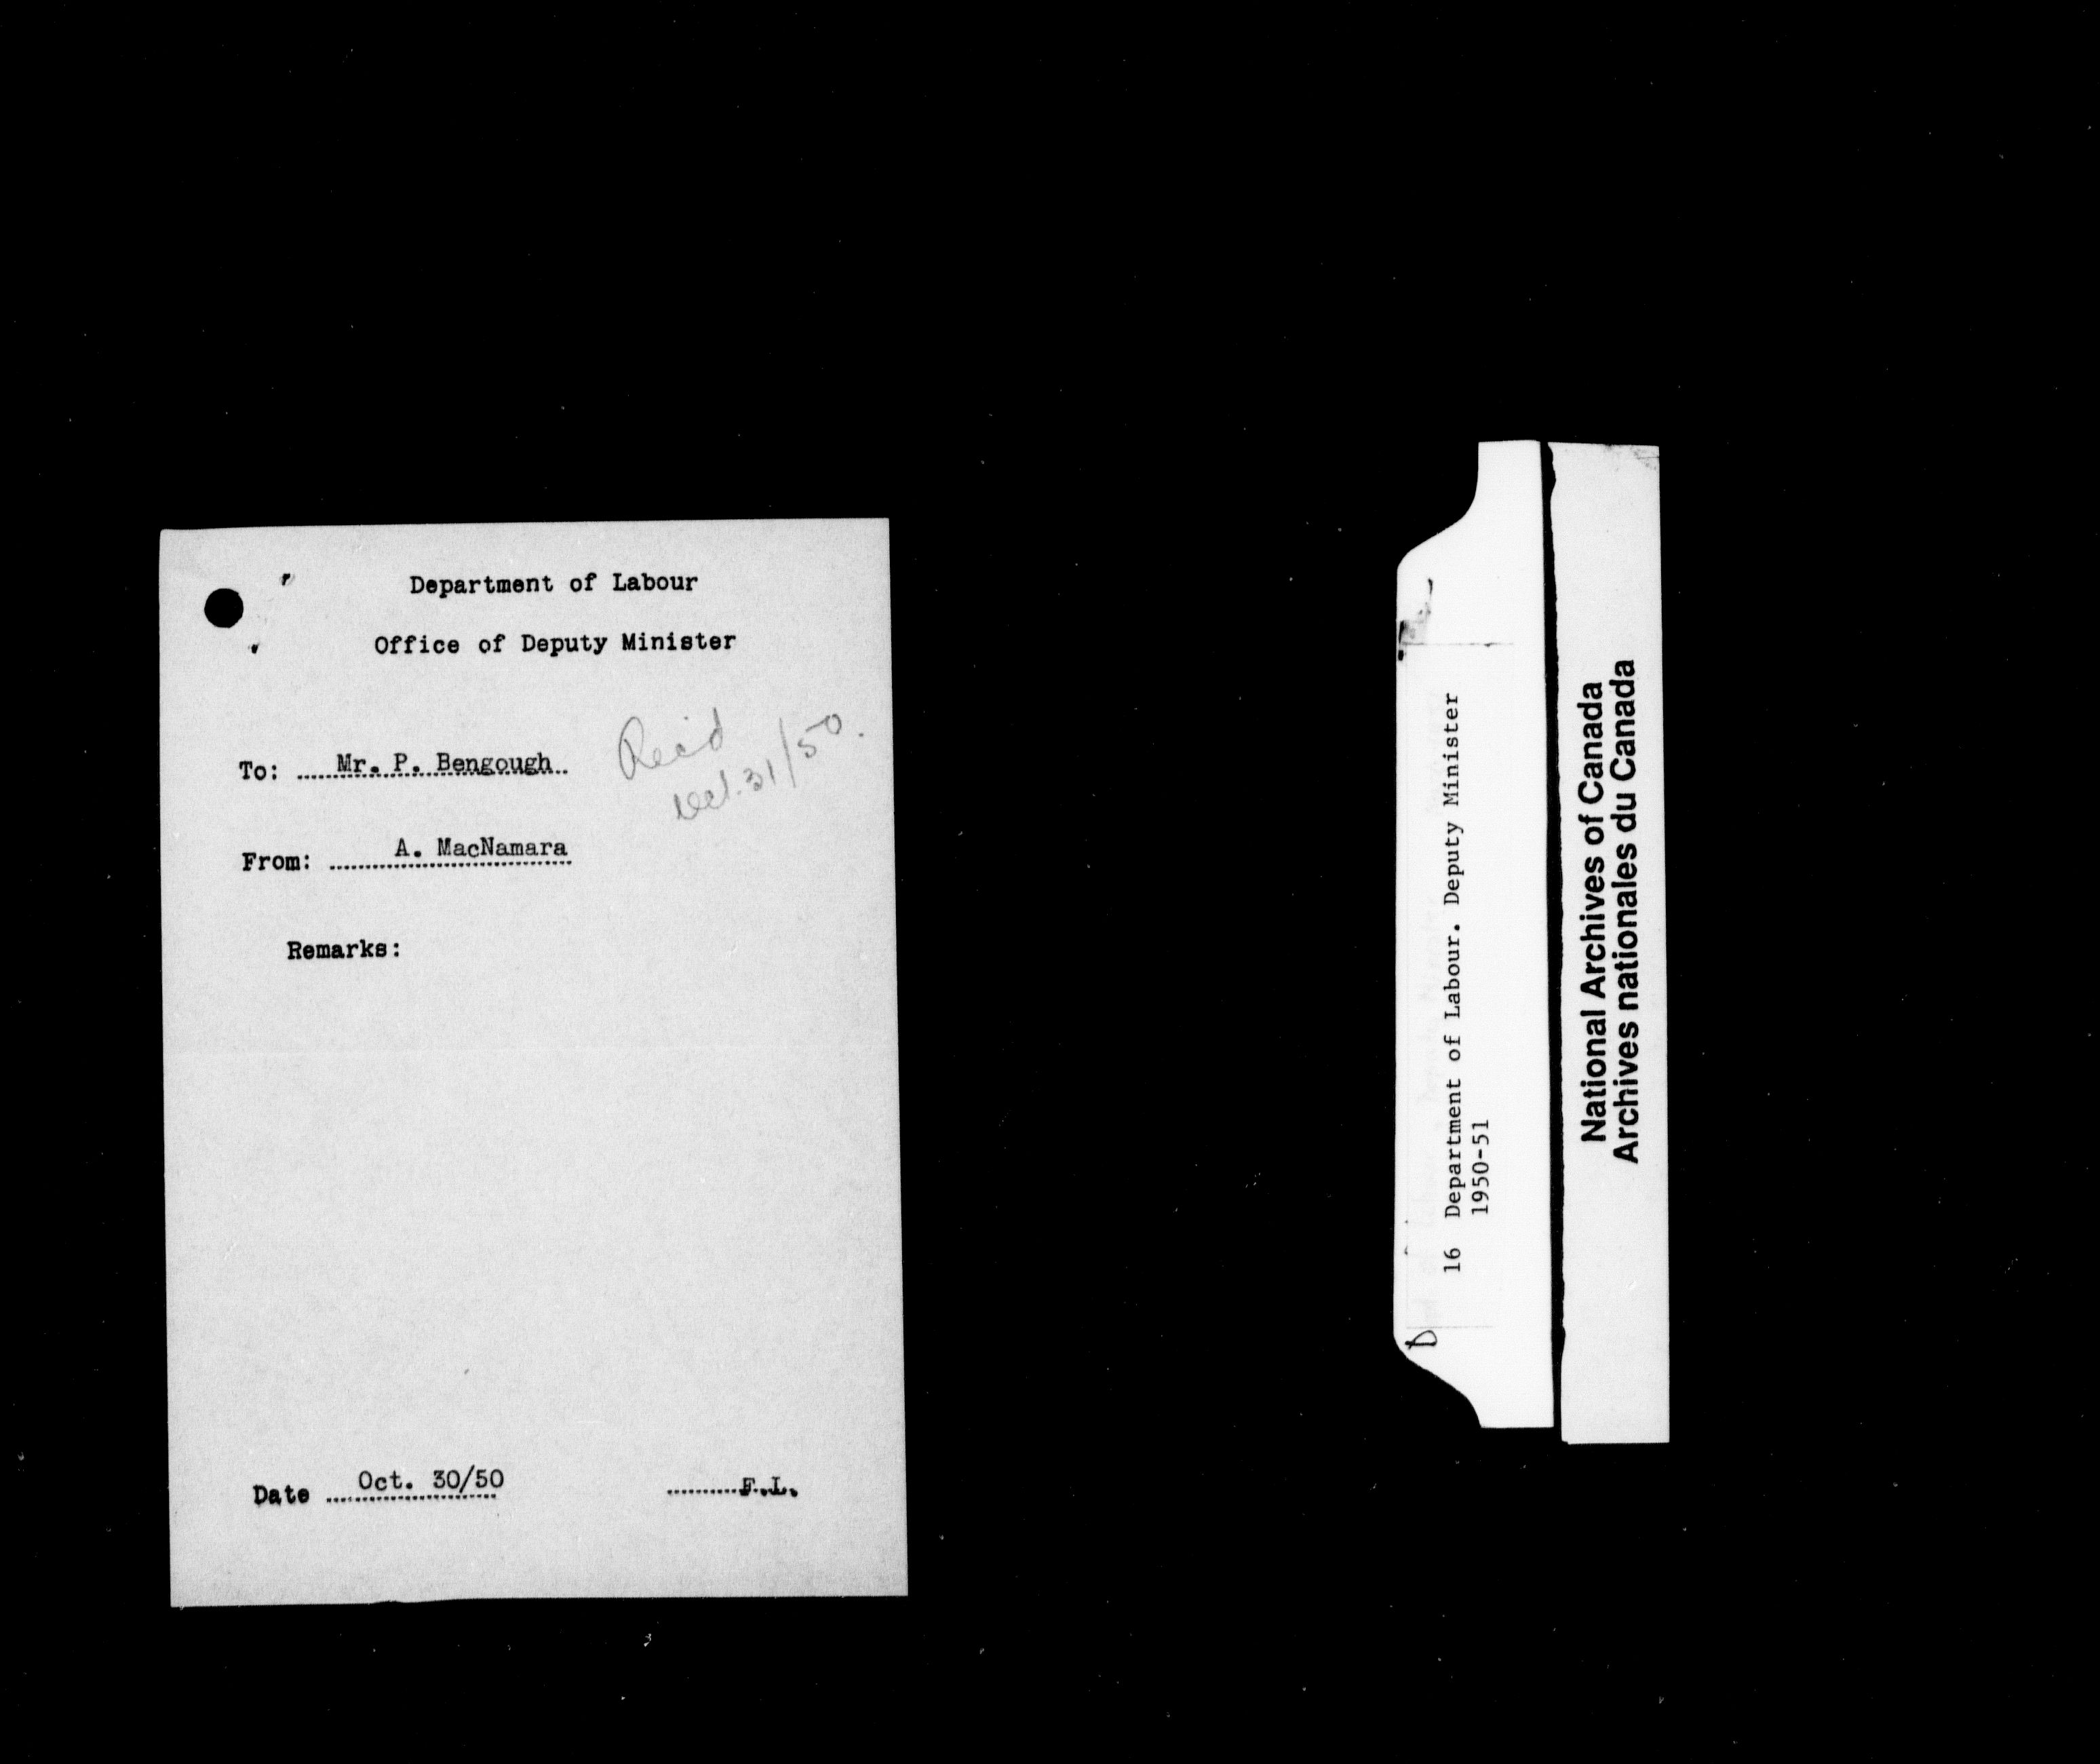 Department of Labour
Office of Deputy Minister
Rec'd
Oct. 31/50.
To: Mr. P. Bengough
From: A. MacNamara
Remarks:
Date Oct. 30/50 F.L.
16 Department of Labour. Deputy Minister
1950-51
D
National Archives of Canada
Archives nationales du Canada